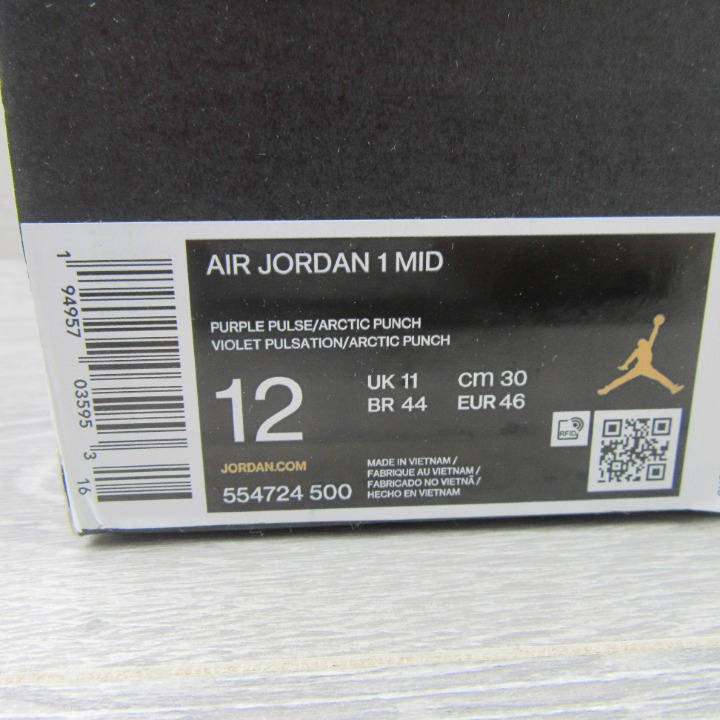 AIR JORDAN 1 MID
PURPLE PULSE/ARCTIC PUNCH
VIOLET PULSATION/ARCTIC PUNCH
12
UK 11 cm 30
BR 44 EUR 46
RFID
JORDAN.COM
554724 500
MADE IN VIETNAM /
FABRIQUE AU VIETNAM /
FABRICADO NO VIETNÃ /
HECHO EN VIETNAM
1 94957 03595 3 16